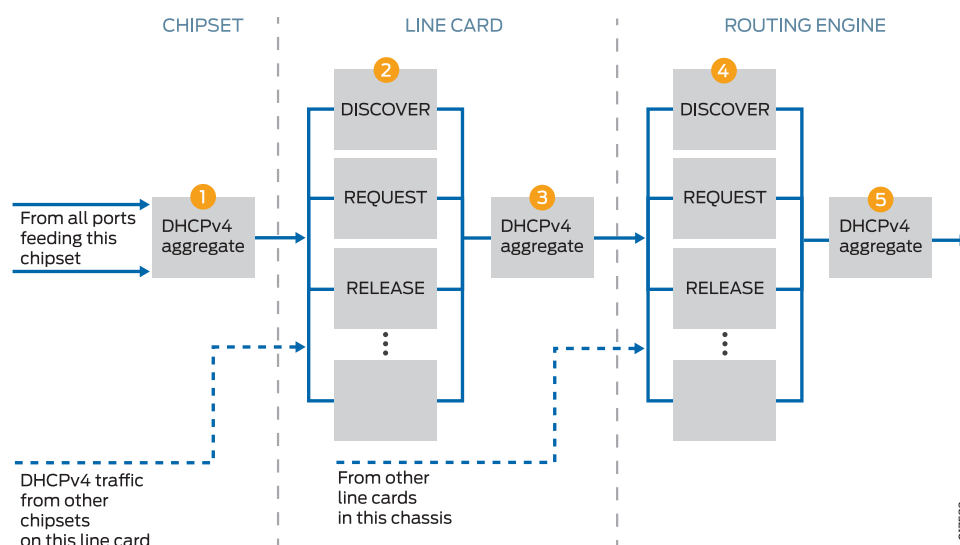 CHIPSET
LINE CARD
ROUTING ENGINE
2
DISCOVER
4
DISCOVER
REQUEST
REQUEST
1
DHCPv4
aggregate
3
DHCPv4
aggregate
5
DHCPv4
aggregate
From all ports
feeding this
chipset
RELEASE
RELEASE
DHCPv4 traffic
from other
chipsets
on this line card
From other
line cards
in this chassis